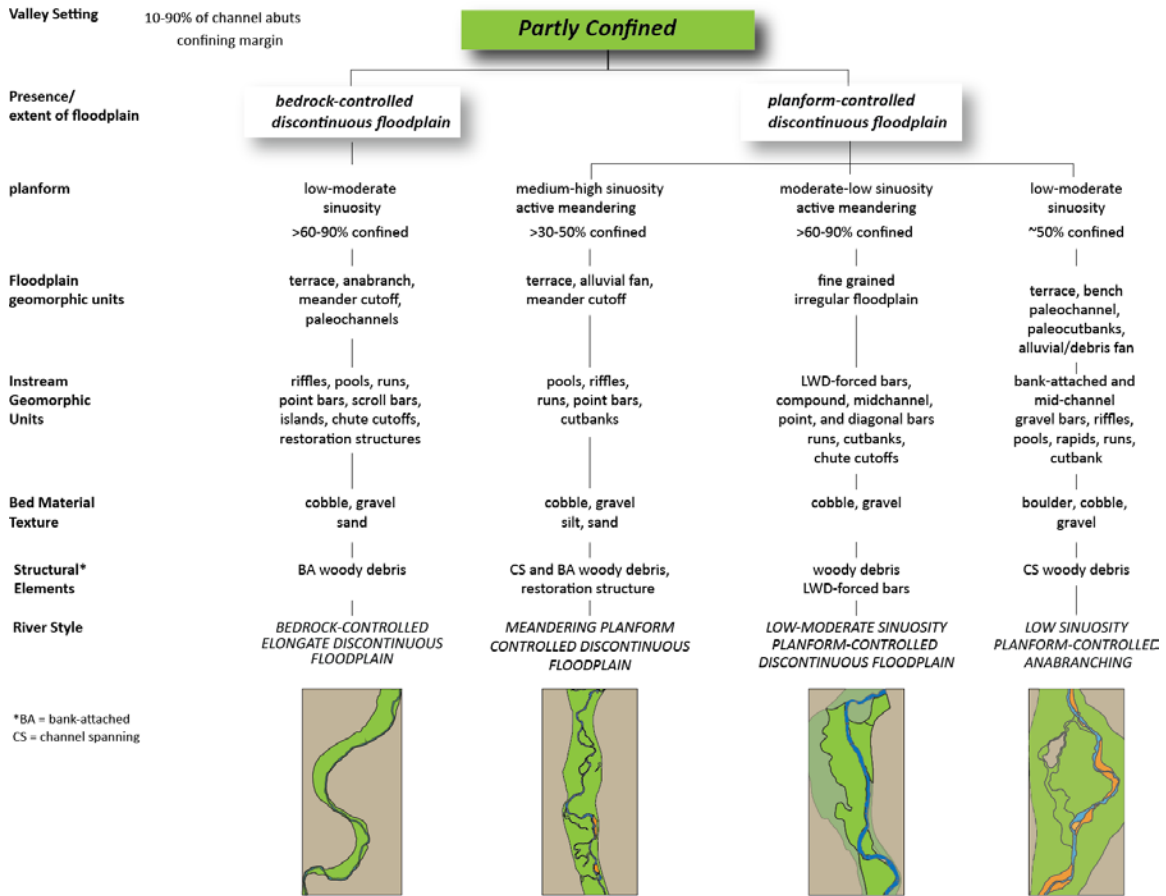 Valley Setting
10-90% of channel abuts
confining margin
Partly Confined
Presence/
extent of floodplain
bedrock-controlled
discontinuous floodplain
planform-controlled
discontinuous floodplain
planform
low-moderate
sinuosity
>60-90% confined
medium-high sinuosity
active meandering
>30-50% confined
moderate-low sinuosity
active meandering
>60-90% confined
low-moderate
sinuosity
~50% confined
Floodplain
geomorphic units
terrace, anabranch,
meander cutoff,
paleochannels
terrace, alluvial fan,
meander cutoff
fine grained
irregular floodplain
terrace, bench
paleochannel,
paleocutbanks,
alluvial/debris fan
Instream
Geomorphic
Units
riffles, pools, runs,
point bars, scroll bars,
islands, chute cutoffs,
restoration structures
pools, riffles,
runs, point bars,
cutbanks
LWD-forced bars,
compound, midchannel,
point, and diagonal bars
runs, cutbanks,
chute cutoffs
bank-attached and
mid-channel
gravel bars, riffles,
pools, rapids, runs,
cutbank
Bed Material
Texture
cobble, gravel
sand
cobble, gravel
silt, sand
cobble, gravel
boulder, cobble,
gravel
Structural*
Elements
BA woody debris
CS and BA woody debris,
restoration structure
woody debris
LWD-forced bars
CS woody debris
River Style
BEDROCK-CONTROLLED
ELONGATE DISCONTINUOUS
FLOODPLAIN
MEANDERING PLANFORM
CONTROLLED DISCONTINUOUS
FLOODPLAIN
LOW-MODERATE SINUOSITY
PLANFORM-CONTROLLED
DISCONTINUOUS FLOODPLAIN
LOW SINUOSITY
PLANFORM-CONTROLLED
ANABRANCHING
*BA = bank-attached
CS = channel spanning